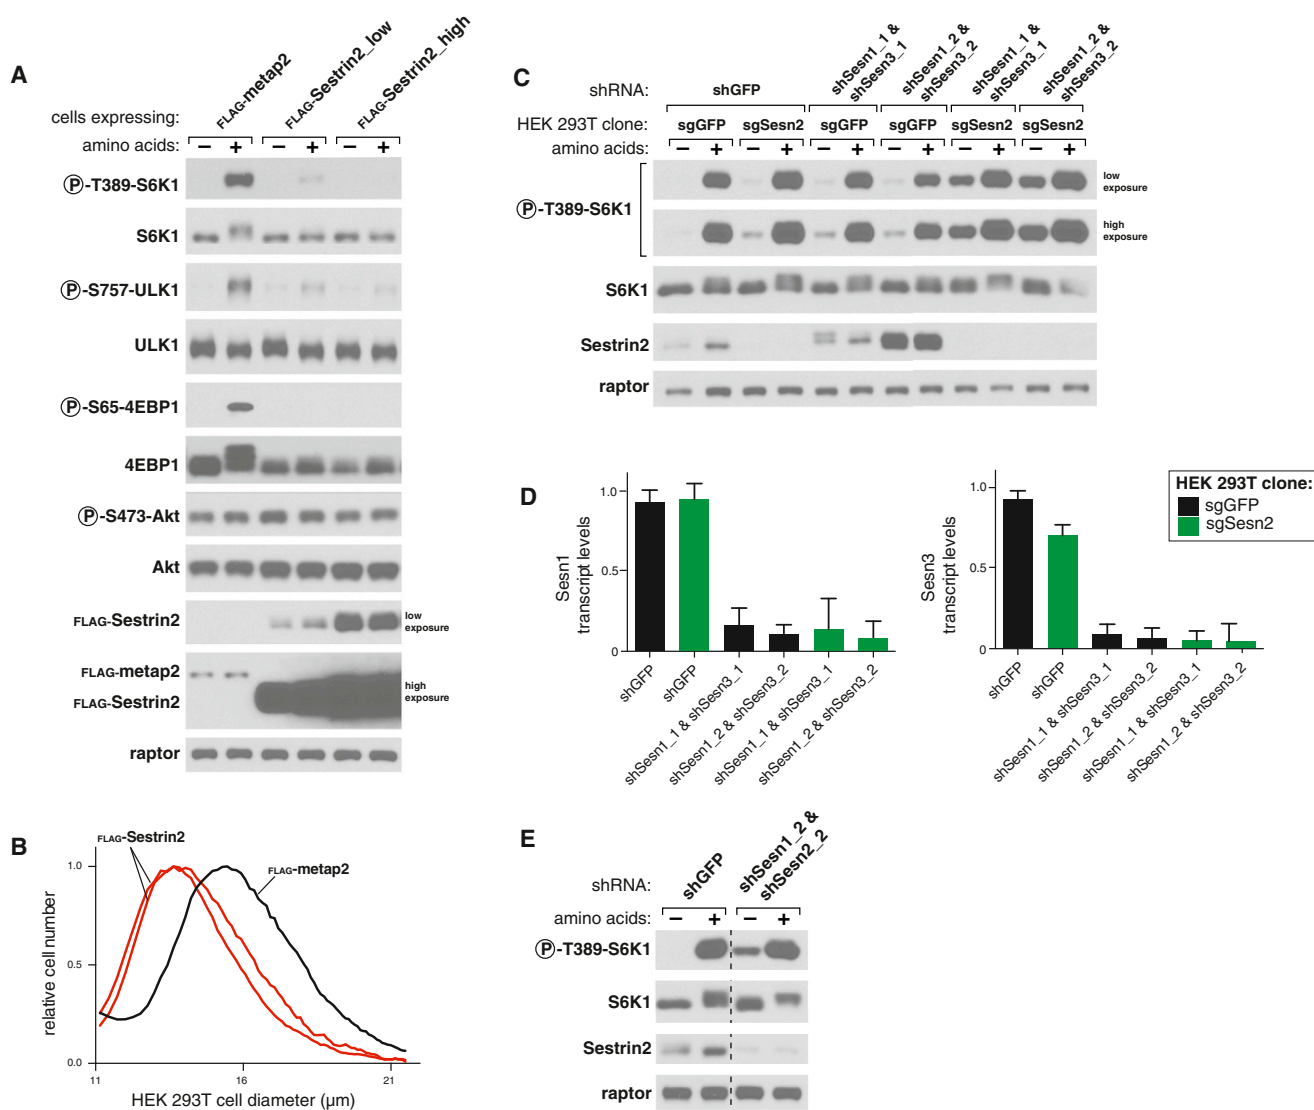 A
cells expressing:
FLAG-metap2
FLAG-Sestrin2_low
FLAG-Sestrin2_high
amino acids: − + − + − +
P-T389-S6K1
S6K1
P-S757-ULK1
ULK1
P-S65-4EBP1
4EBP1
P-S473-Akt
Akt
FLAG-Sestrin2
low
exposure
FLAG-metap2
FLAG-Sestrin2
high
exposure
raptor
B
FLAG-Sestrin2
FLAG-metap2
relative cell number
1.0
0.5
0.0
11 16 21
HEK 293T cell diameter (µm)
C
shRNA:
shGFP
shSesn1_1 &
shSesn3_1
shSesn1_2 &
shSesn3_2
shSesn1_1 &
shSesn3_1
shSesn1_2 &
shSesn3_2
HEK 293T clone: sgGFP sgSesn2 sgGFP sgGFP sgSesn2 sgSesn2
amino acids: − + − + − + − + − + − +
P-T389-S6K1
low
exposure
high
exposure
S6K1
Sestrin2
raptor
D
Sesn1
transcript levels
1.0
0.5
0
shGFP
shGFP
shSesn1_1 & shSesn3_1
shSesn1_2 & shSesn3_2
shSesn1_1 & shSesn3_1
shSesn1_2 & shSesn3_2
Sesn3
transcript levels
1.0
0.5
0
shGFP
shGFP
shSesn1_1 & shSesn3_1
shSesn1_2 & shSesn3_2
shSesn1_1 & shSesn3_1
shSesn1_2 & shSesn3_2
HEK 293T clone:
sgGFP
sgSesn2
E
shRNA:
shGFP
shSesn1_2 &
shSesn2_2
amino acids: − + − +
P-T389-S6K1
S6K1
Sestrin2
raptor